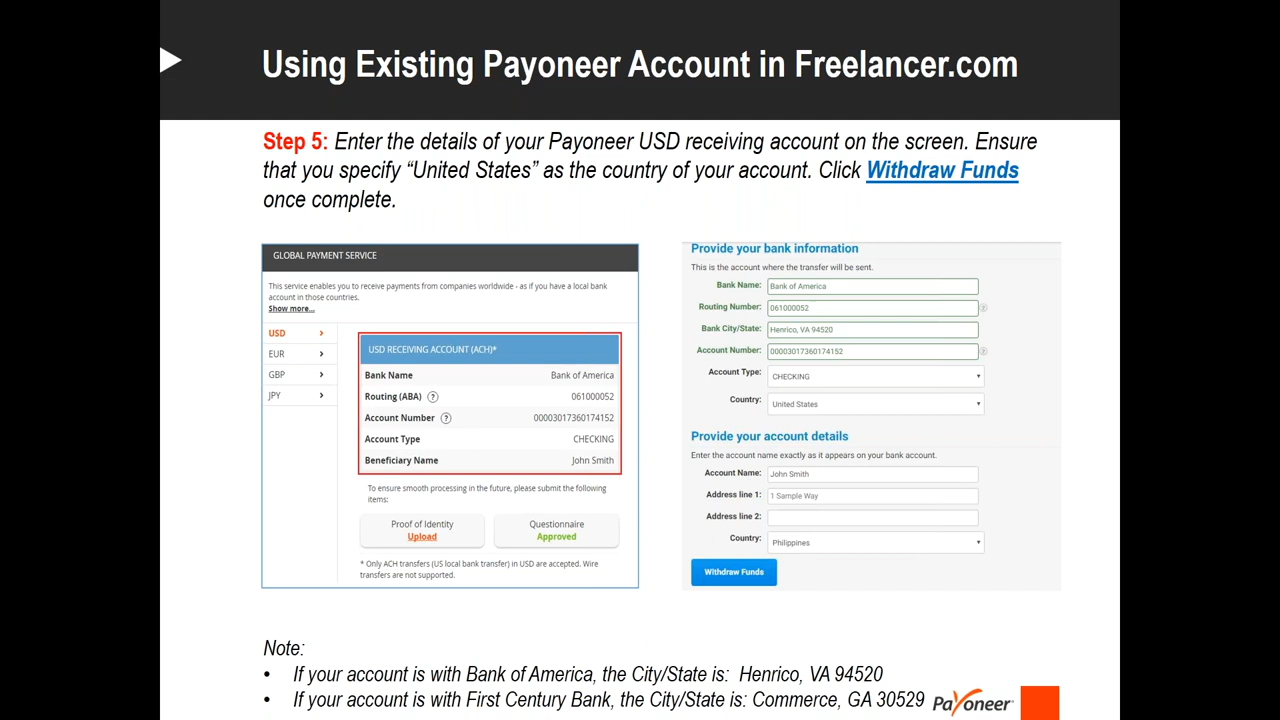 Using Existing Payoneer Account in Freelancer.com
Step 5: Enter the details of your Payoneer USD receiving account on the screen. Ensure
that you specify “United States” as the country of your account. Click Withdraw Funds
once complete.
GLOBAL PAYMENT SERVICE
This service enables you to receive payments from companies worldwide - as if you have a local bank
account in those countries.
Show more...
USD
EUR
GBP
JPY
USD RECEIVING ACCOUNT (ACH)*
Bank Name Bank of America
Routing (ABA) ? 061000052
Account Number ? 00003017360174152
Account Type CHECKING
Beneficiary Name John Smith
To ensure smooth processing in the future, please submit the following
items:
Proof of Identity
Upload
Questionnaire
Approved
* Only ACH transfers (US local bank transfer) in USD are accepted. Wire
transfers are not supported.
Provide your bank information
This is the account where the transfer will be sent.
Bank Name: Bank of America
Routing Number: 061000052 ?
Bank City/State: Henrico, VA 94520
Account Number: 00003017360174152 ?
Account Type: CHECKING
Country: United States
Provide your account details
Enter the account name exactly as it appears on your bank account.
Account Name: John Smith
Address line 1: 1 Sample Way
Address line 2:
Country: Philippines
Withdraw Funds
Note:
• If your account is with Bank of America, the City/State is: Henrico, VA 94520
• If your account is with First Century Bank, the City/State is: Commerce, GA 30529
Payoneer